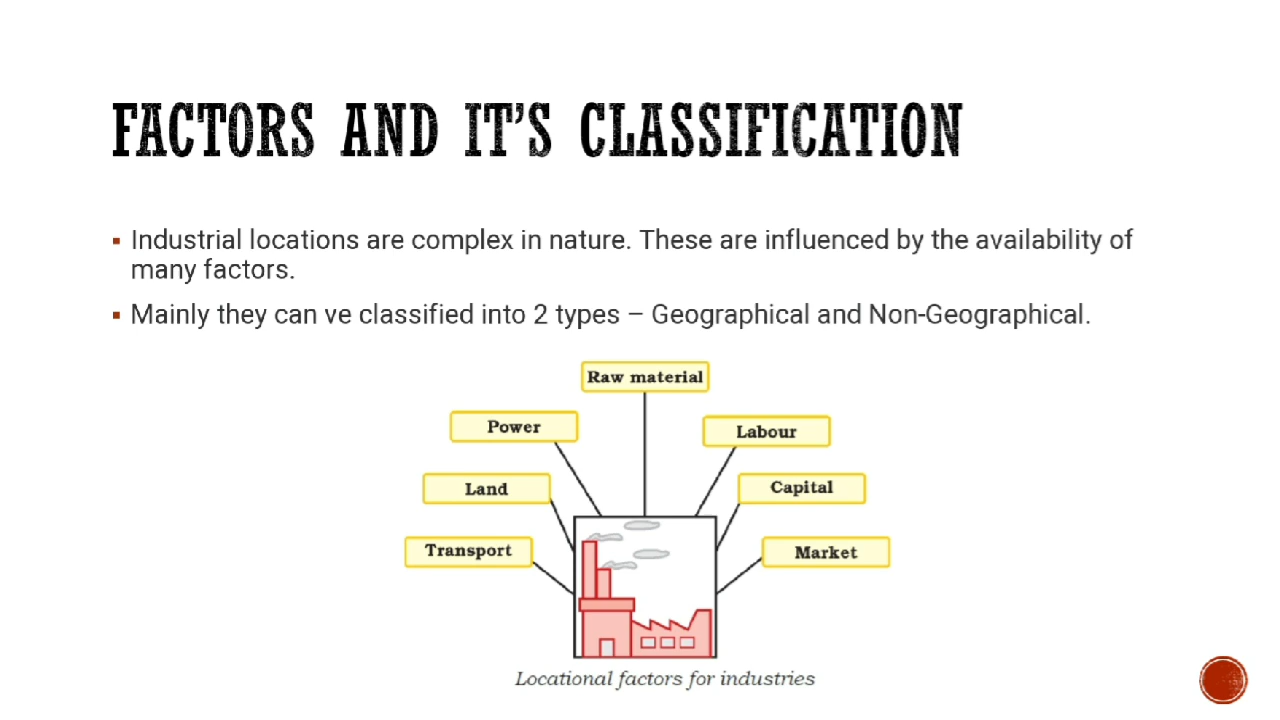 FACTORS AND IT'S CLASSIFICATION
▪ Industrial locations are complex in nature. These are influenced by the availability of
many factors.
▪ Mainly they can ve classified into 2 types – Geographical and Non-Geographical.
Raw material
Power
Labour
Land
Capital
Transport
Market
Locational factors for industries